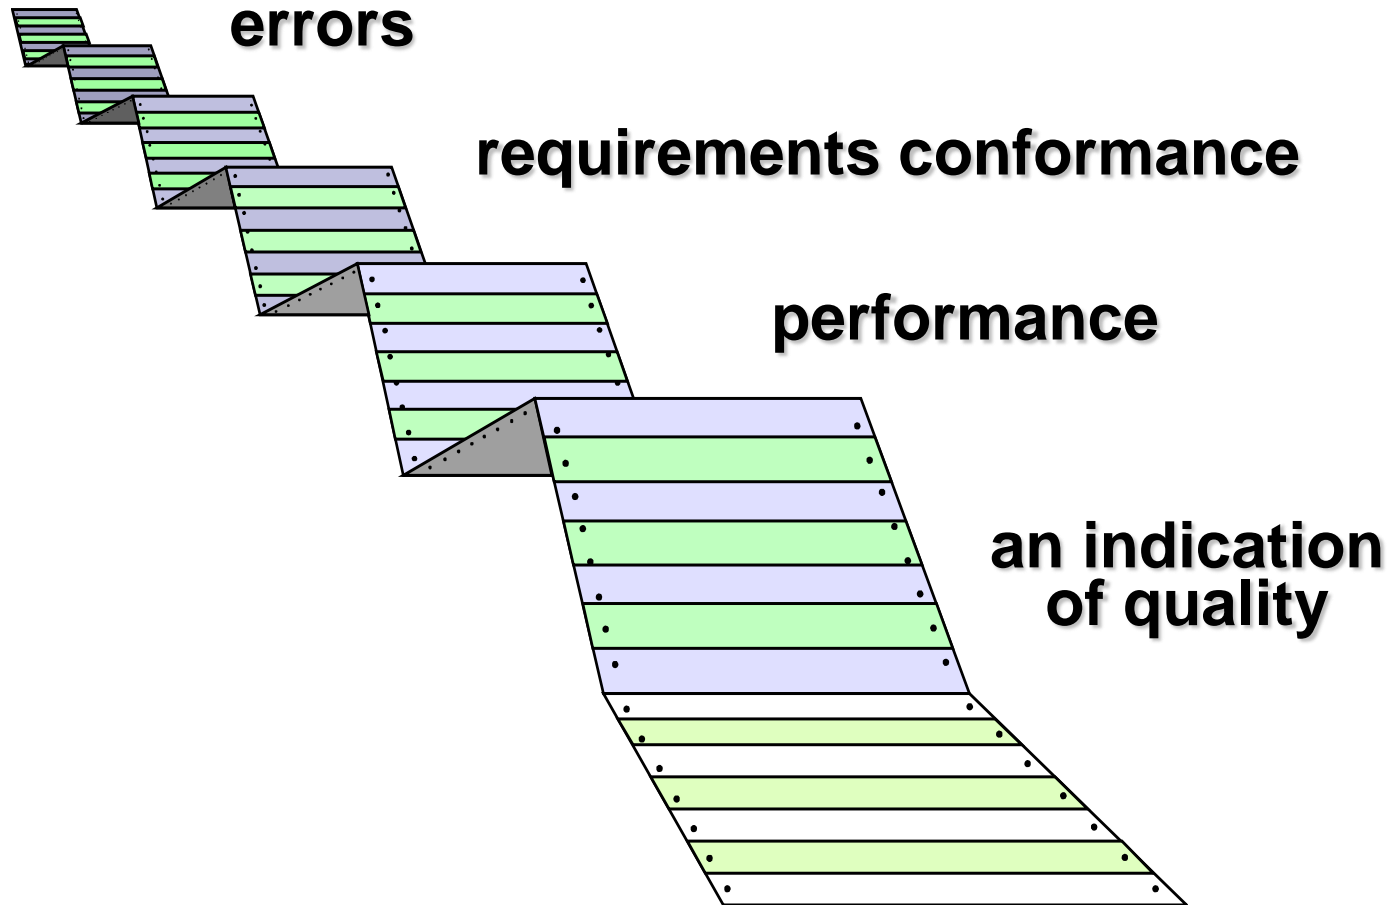 errors
requirements conformance
performance
an indication
of quality